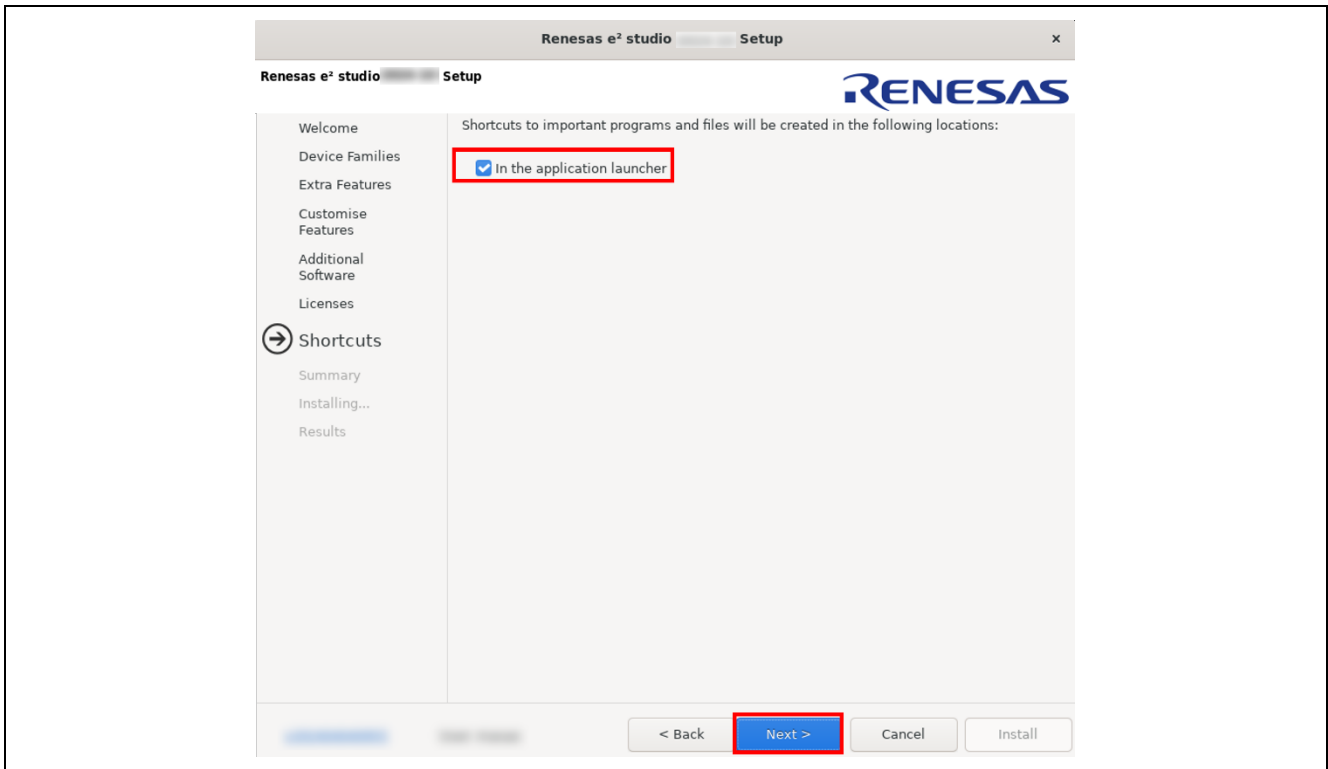 Renesas e² studio Setup
×
Renesas e² studio Setup
RENESAS
Welcome
Device Families
Extra Features
Customise
Features
Additional
Software
Licenses
Shortcuts
Summary
Installing...
Results
Shortcuts to important programs and files will be created in the following locations:
In the application launcher
< Back
Next >
Cancel
Install